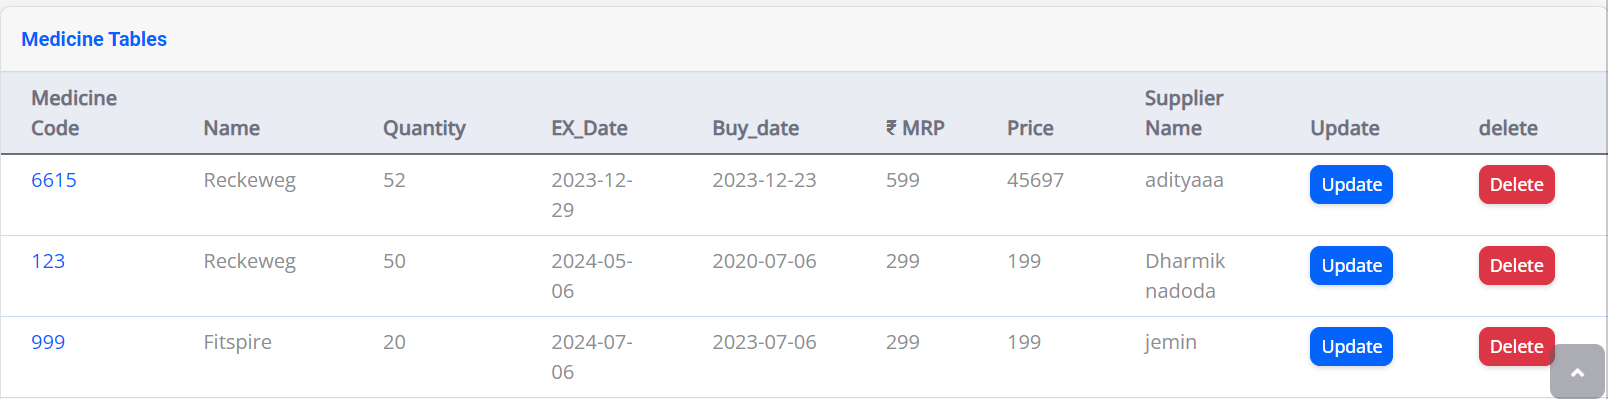 Medicine Tables
Medicine Code Name Quantity EX_Date Buy_date ₹ MRP Price Supplier Name Update delete
6615 Reckeweg 52 2023-12-29 2023-12-23 599 45697 adityaaa Update Delete
123 Reckeweg 50 2024-05-06 2020-07-06 299 199 Dharmik nadoda Update Delete
999 Fitspire 20 2024-07-06 2023-07-06 299 199 jemin Update Delete